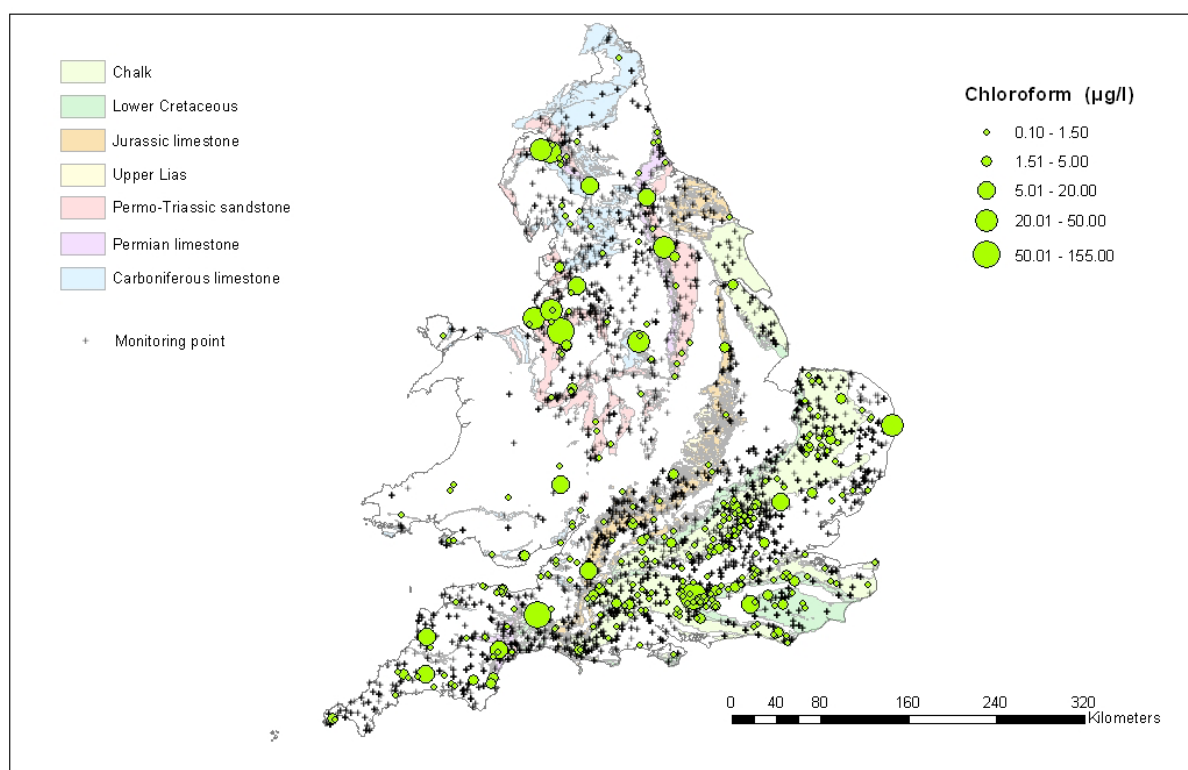 Chalk
Lower Cretaceous
Jurassic limestone
Upper Lias
Permo-Triassic sandstone
Permian limestone
Carboniferous limestone
Monitoring point
Chloroform (µg/l)
0.10 - 1.50
1.51 - 5.00
5.01 - 20.00
20.01 - 50.00
50.01 - 155.00
0 20 40 80 160 240 320
Kilometers